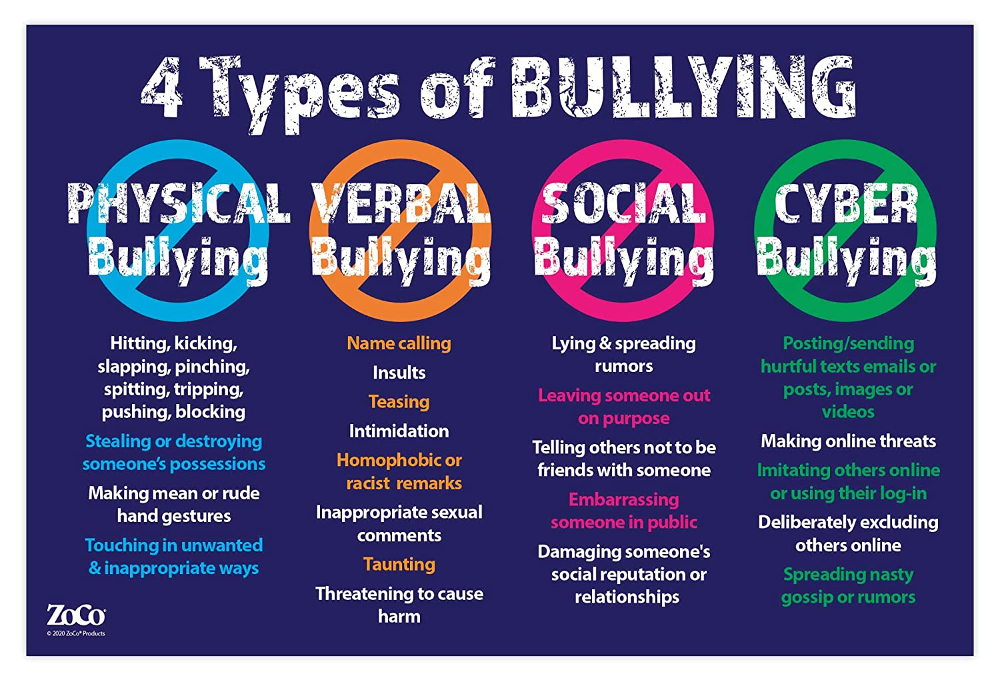 4 Types of BULLYING
PHYSICAL
Bullying
Hitting, kicking,
slapping, pinching,
spitting, tripping,
pushing, blocking
Stealing or destroying
someone's possessions
Making mean or rude
hand gestures
Touching in unwanted
& inappropriate ways
VERBAL
Bullying
Name calling
Insults
Teasing
Intimidation
Homophobic or
racist remarks
Inappropriate sexual
comments
Taunting
Threatening to cause
harm
SOCIAL
Bullying
Lying & spreading
rumors
Leaving someone out
on purpose
Telling others not to be
friends with someone
Embarrassing
someone in public
Damaging someone's
social reputation or
relationships
CYBER
Bullying
Posting/sending
hurtful texts emails or
posts, images or
videos
Making online threats
Imitating others online
or using their log-in
Deliberately excluding
others online
Spreading nasty
gossip or rumors
ZoCo®
© 2020 ZoCo® Products